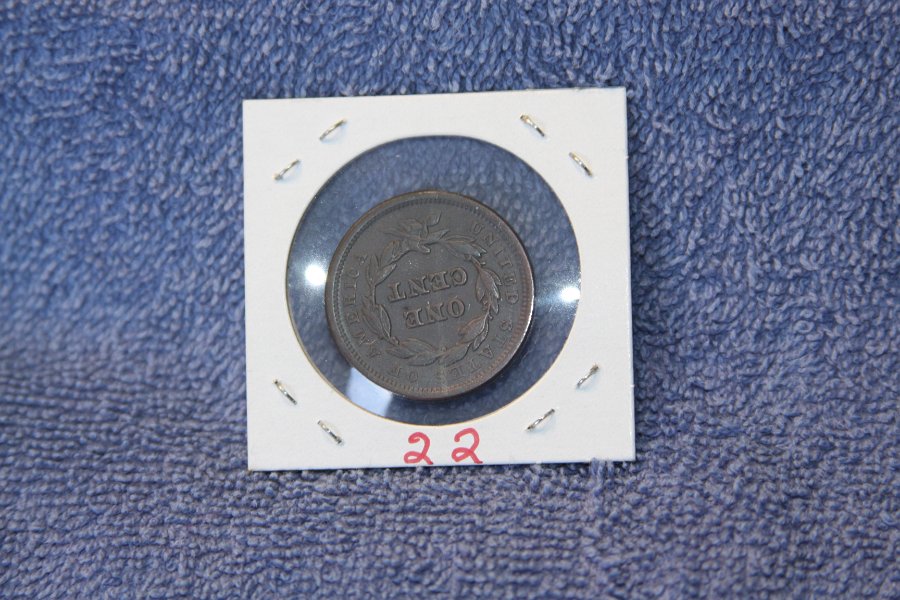 UNITED STATES OF AMERICA
ONE
CENT
22